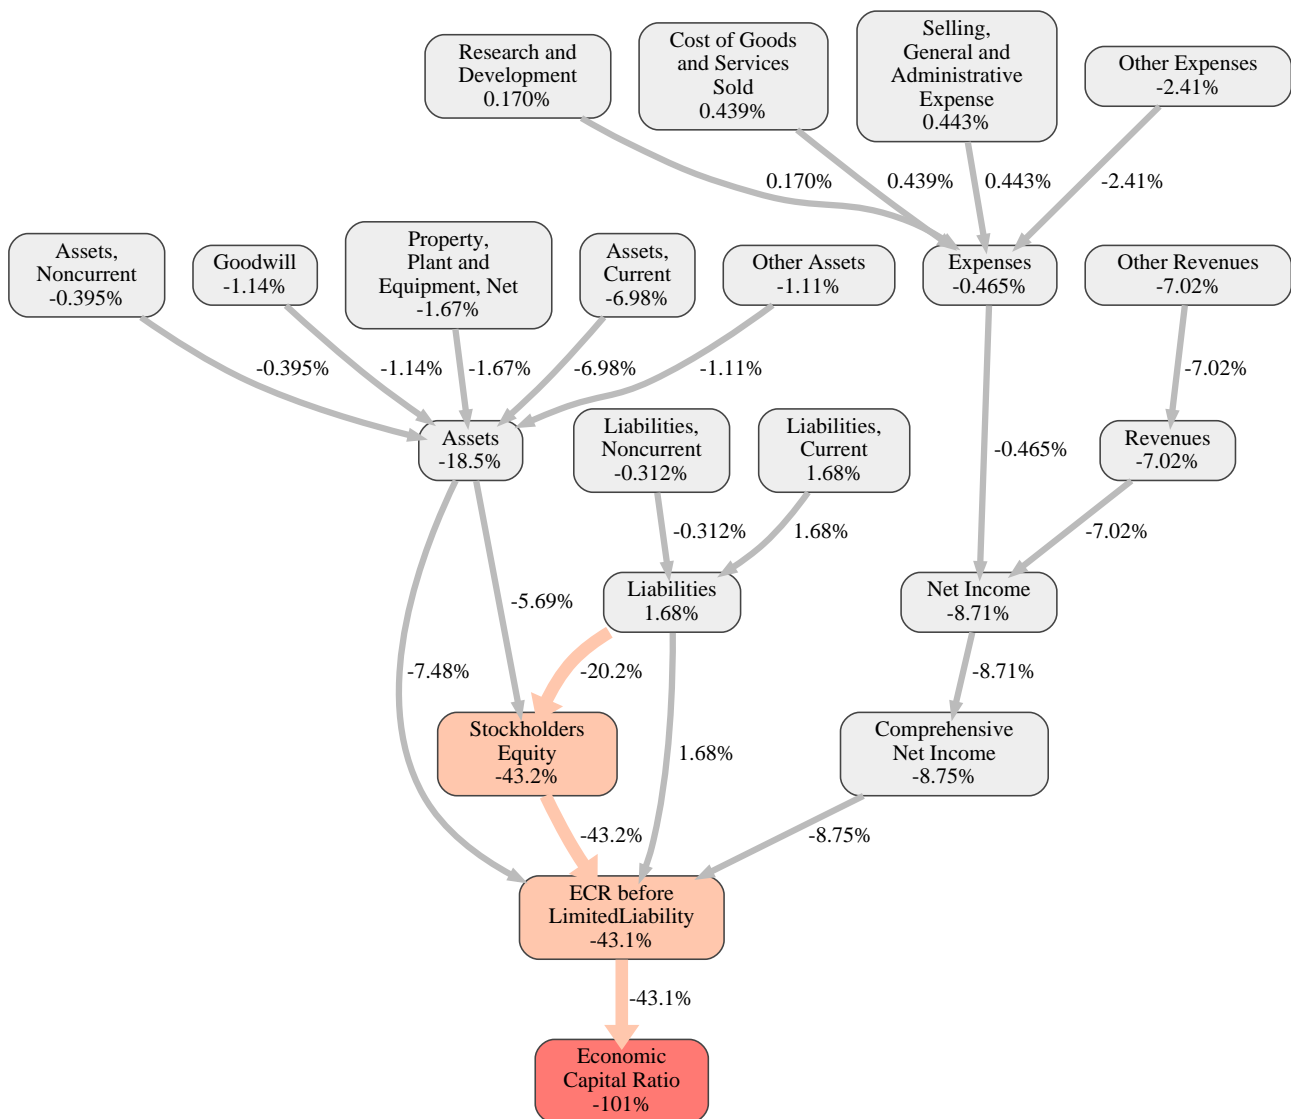 Research and
Development
0.170%
Cost of Goods
and Services
Sold
0.439%
Selling,
General and
Administrative
Expense
0.443%
Other Expenses
-2.41%
0.170%
0.439%
0.443%
-2.41%
Assets,
Noncurrent
-0.395%
Goodwill
-1.14%
Property,
Plant and
Equipment, Net
-1.67%
Assets,
Current
-6.98%
Other Assets
-1.11%
Expenses
-0.465%
Other Revenues
-7.02%
-0.395%
-1.14%
-1.67%
-6.98%
-1.11%
-7.02%
Assets
-18.5%
Liabilities,
Noncurrent
-0.312%
Liabilities,
Current
1.68%
-0.465%
Revenues
-7.02%
-0.312%
1.68%
-7.02%
-5.69%
Liabilities
1.68%
Net Income
-8.71%
-7.48%
-20.2%
-8.71%
Stockholders
Equity
-43.2%
1.68%
Comprehensive
Net Income
-8.75%
-43.2%
-8.75%
ECR before
LimitedLiability
-43.1%
-43.1%
Economic
Capital Ratio
-101%